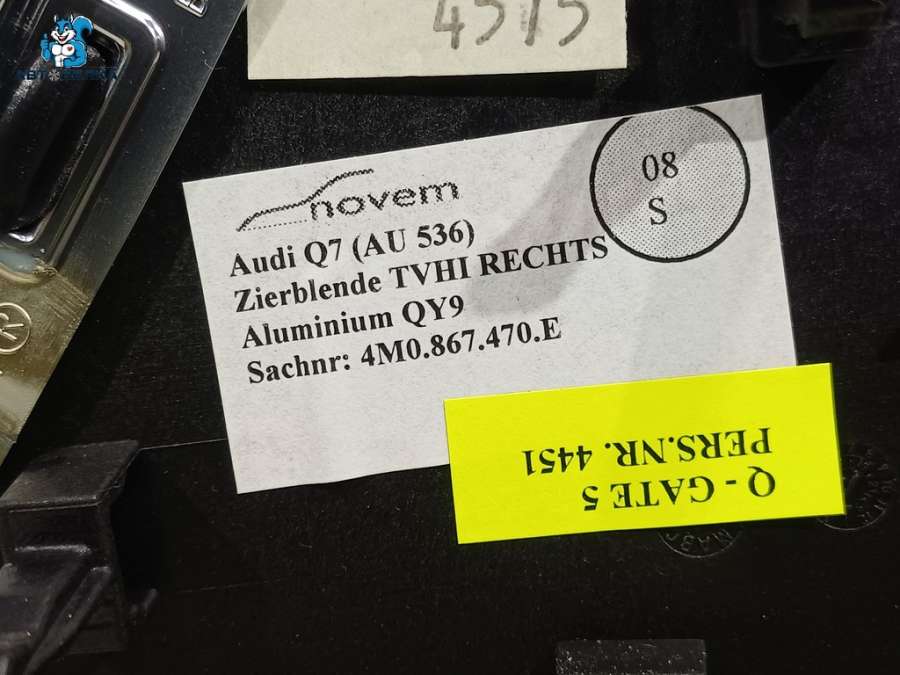 4515
novem
Audi Q7 (AU 536)
Zierblende TVHI RECHTS
Aluminium QY9
Sachnr: 4M0.867.470.E
08
S
Q - GATE 5
PERS.NR. 4451